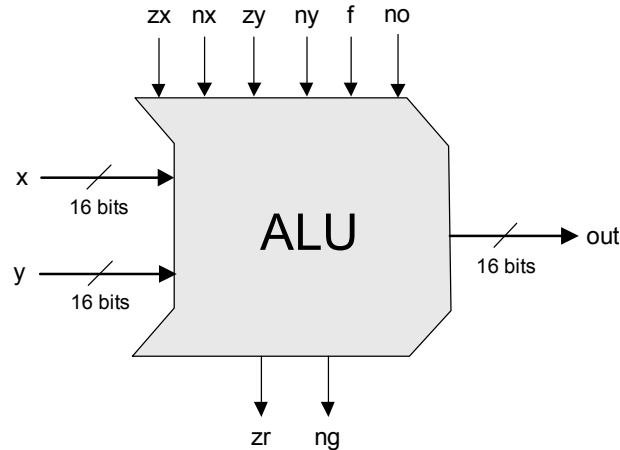 zx nx zy ny f no
x
16 bits
ALU
out
16 bits
y
16 bits
zr ng